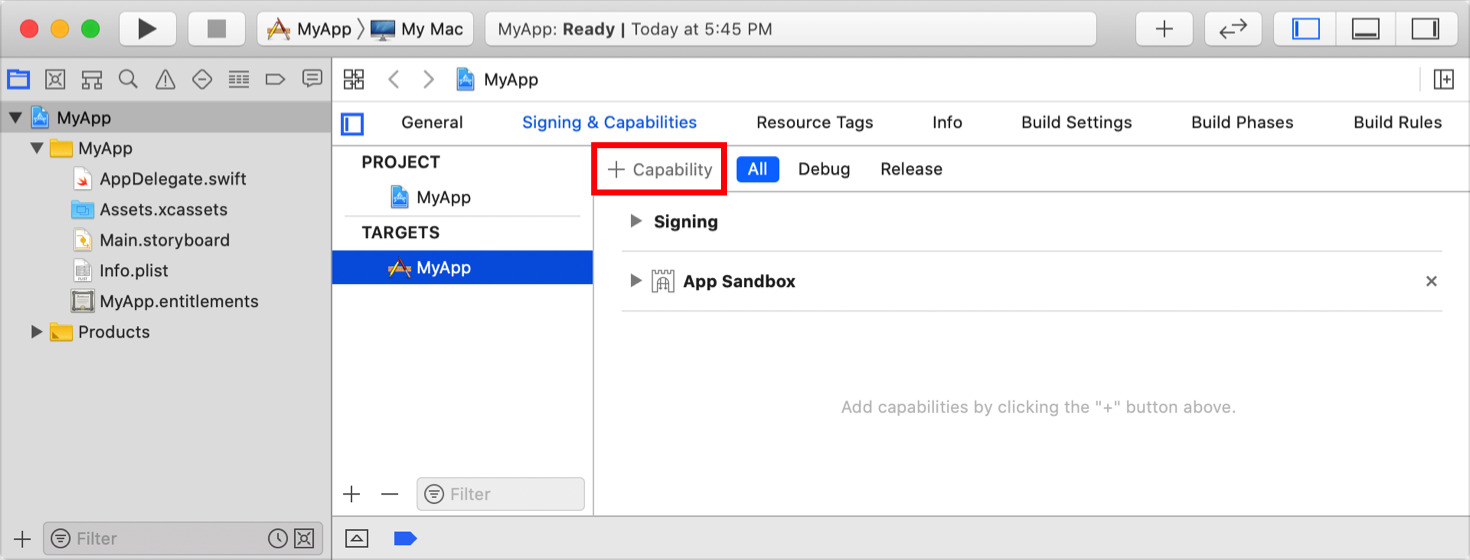 MyApp
My Mac
MyApp: Ready | Today at 5:45 PM
MyApp
MyApp
MyApp
AppDelegate.swift
Assets.xcassets
Main.storyboard
Info.plist
MyApp.entitlements
Products
Filter
General
Signing & Capabilities
Resource Tags
Info
Build Settings
Build Phases
Build Rules
PROJECT
MyApp
TARGETS
MyApp
Filter
+ Capability
All
Debug
Release
Signing
App Sandbox
Add capabilities by clicking the "+" button above.